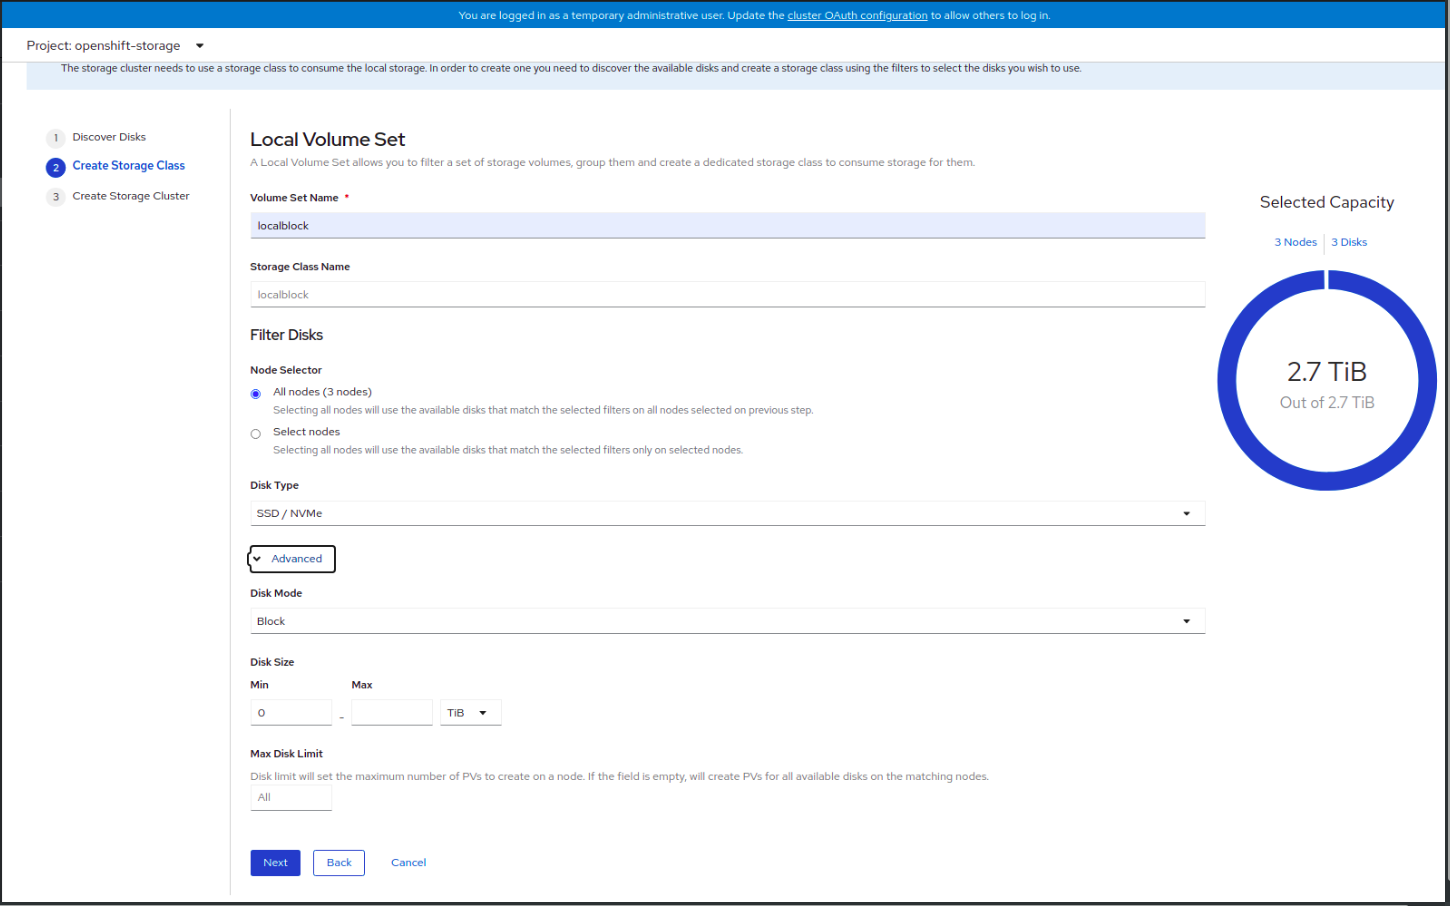 You are logged in as a temporary administrative user. Update the cluster OAuth configuration to allow others to log in.
Project: openshift-storage
The storage cluster needs to use a storage class to consume the local storage. In order to create one you need to discover the available disks and create a storage class using the filters to select the disks you wish to use.
1 Discover Disks
2 Create Storage Class
3 Create Storage Cluster
Local Volume Set
A Local Volume Set allows you to filter a set of storage volumes, group them and create a dedicated storage class to consume storage for them.
Volume Set Name *
localblock
Storage Class Name
localblock
Filter Disks
Node Selector
All nodes (3 nodes)
Selecting all nodes will use the available disks that match the selected filters on all nodes selected on previous step.
Select nodes
Selecting all nodes will use the available disks that match the selected filters only on selected nodes.
Disk Type
SSD / NVMe
Advanced
Disk Mode
Block
Disk Size
Min Max
0 - TiB
Max Disk Limit
Disk limit will set the maximum number of PVs to create on a node. If the field is empty, will create PVs for all available disks on the matching nodes.
All
Next Back Cancel
Selected Capacity
3 Nodes 3 Disks
2.7 TiB
Out of 2.7 TiB